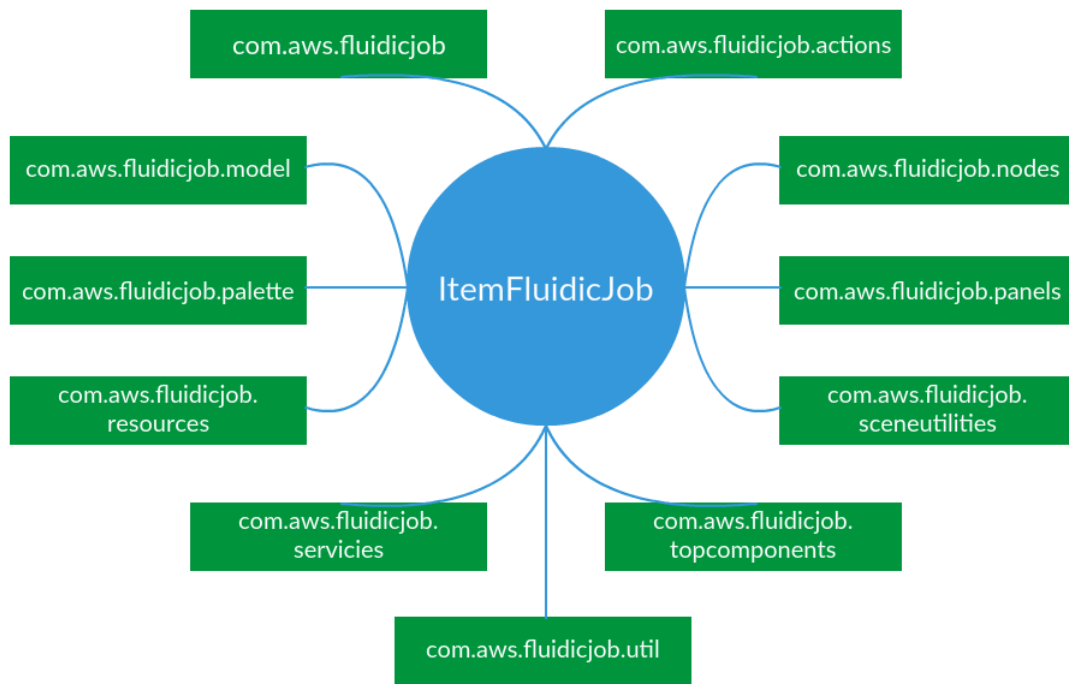 com.aws.fluidicjob
com.aws.fluidicjob.actions
com.aws.fluidicjob.model
com.aws.fluidicjob.nodes
ItemFluidicJob
com.aws.fluidicjob.palette
com.aws.fluidicjob.panels
com.aws.fluidicjob.
resources
com.aws.fluidicjob.
sceneutilities
com.aws.fluidicjob.
servicies
com.aws.fluidicjob.
topcomponents
com.aws.fluidicjob.util